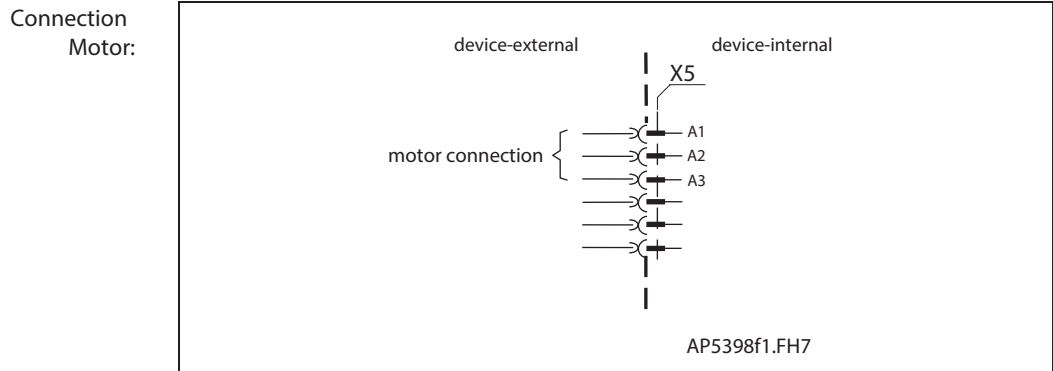 Connection
Motor:
device-external device-internal
X5
A1
motor connection A2
A3
AP5398f1.FH7